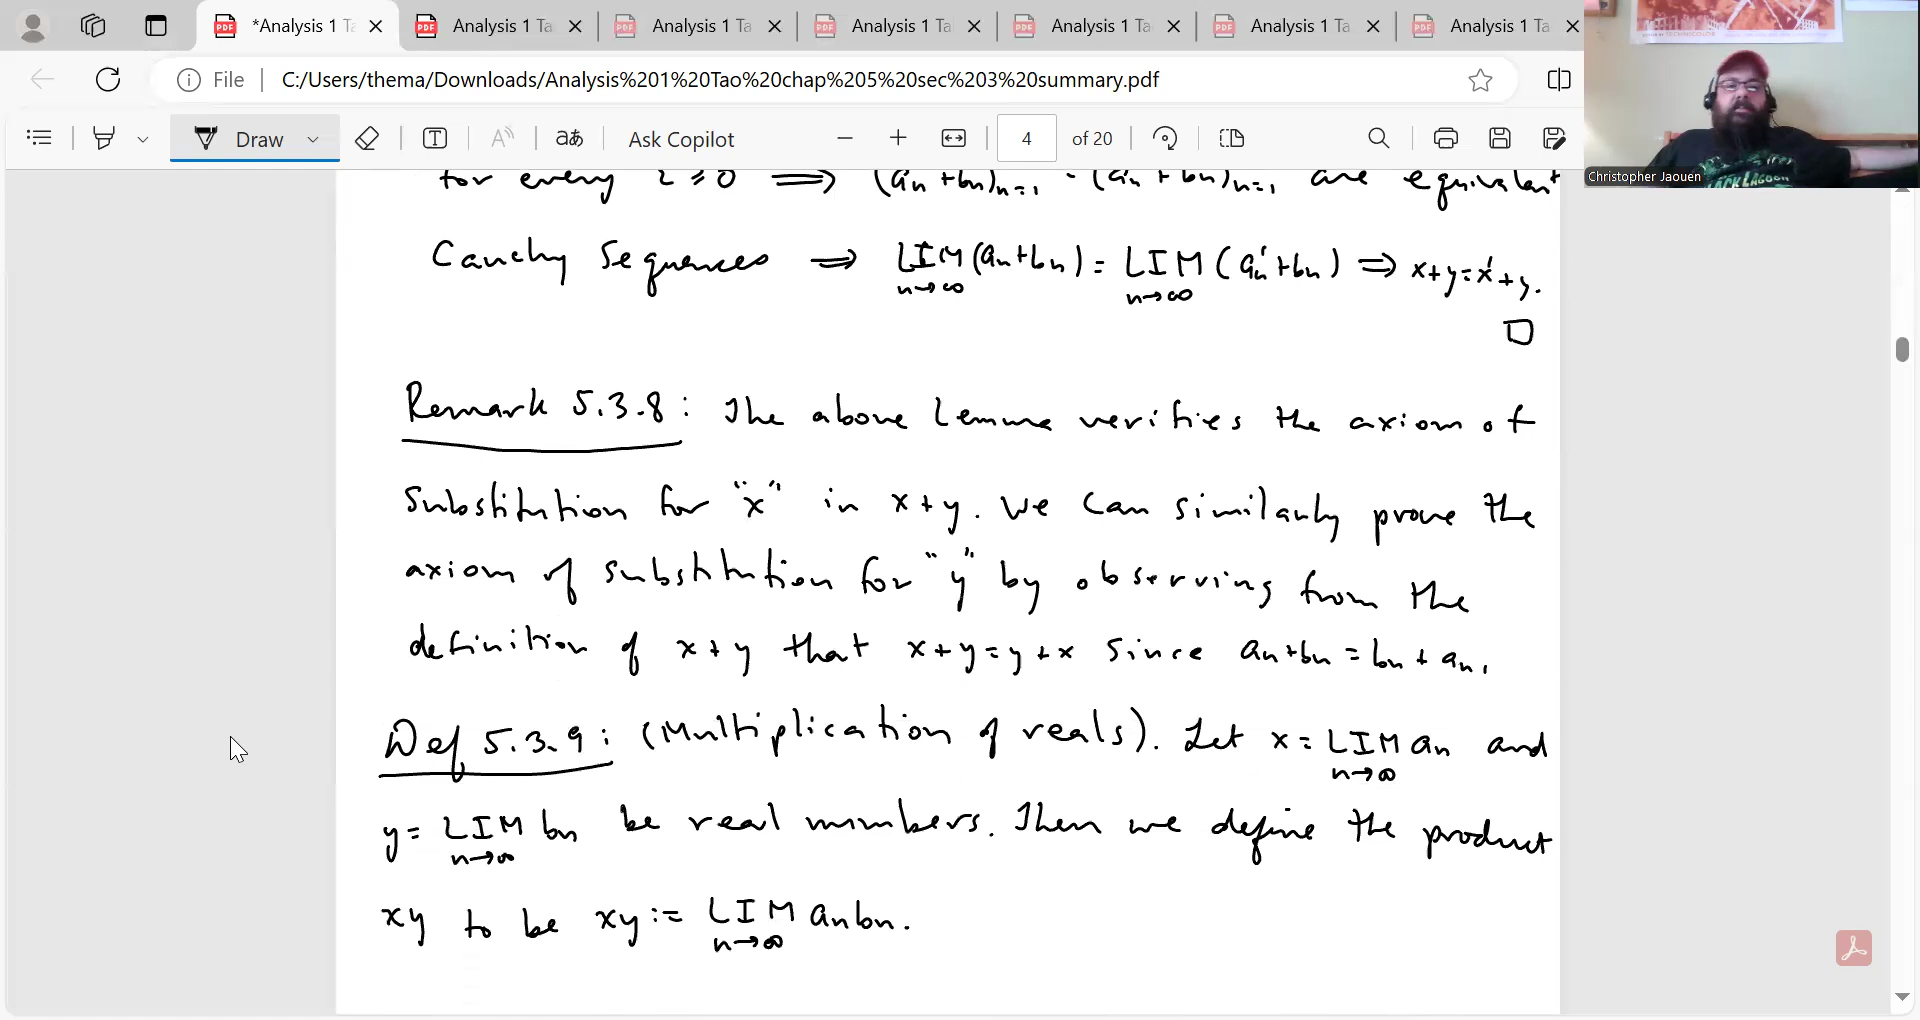 *Analysis 1 Ta
Analysis 1 Ta
Analysis 1 Ta
Analysis 1 Ta
Analysis 1 Ta
Analysis 1 Ta
Analysis 1 Ta
File C:/Users/thema/Downloads/Analysis%201%20Tao%20chap%205%20sec%203%20summary.pdf
Draw
Ask Copilot
4 of 20
Christopher Jaouen
for every ⟹ are equivalent
Cauchy Sequences ⟹ LIM n→∞ (an+bn) = LIM n→∞ (a'n+bn) ⟹ x+y=x'+y.
□
Remark 5.3.8: The above Lemma verifies the axiom of
substitution for "x" in x+y. We can similarly prove the
axiom of substitution for "y" by observing from the
definition of x+y that x+y=y+x since an+bn=bn+an.
Def 5.3.9: (Multiplication of reals). Let x = LIM n→∞ an and
y = LIM n→∞ bn be real numbers. Then we define the product
xy to be xy := LIM n→∞ anbn.